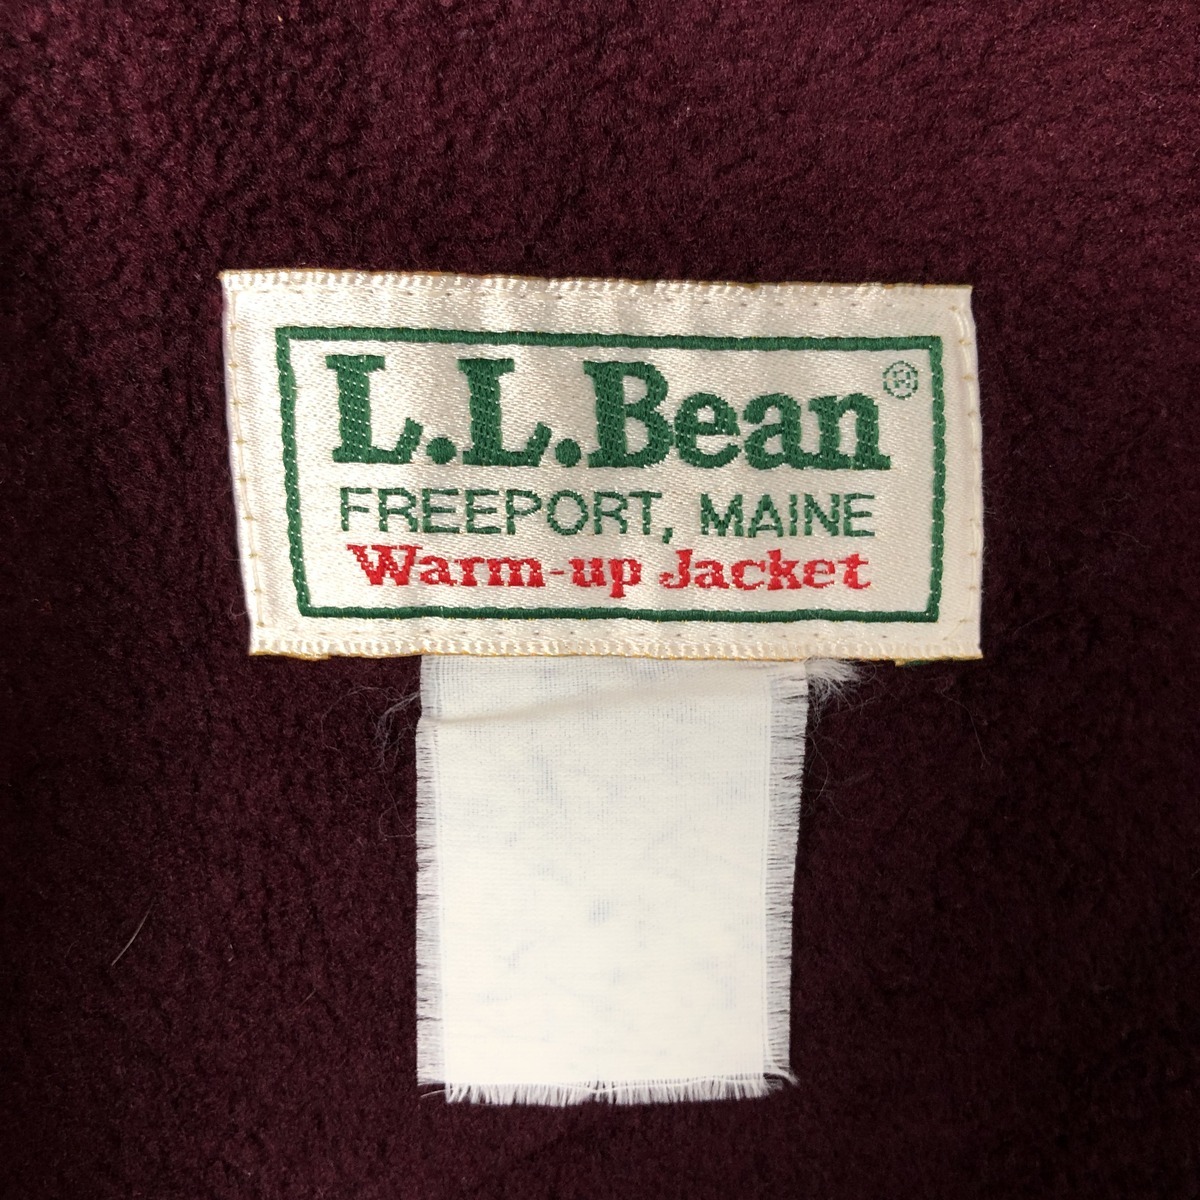 L.L.Bean®
FREEPORT, MAINE
Warm-up Jacket